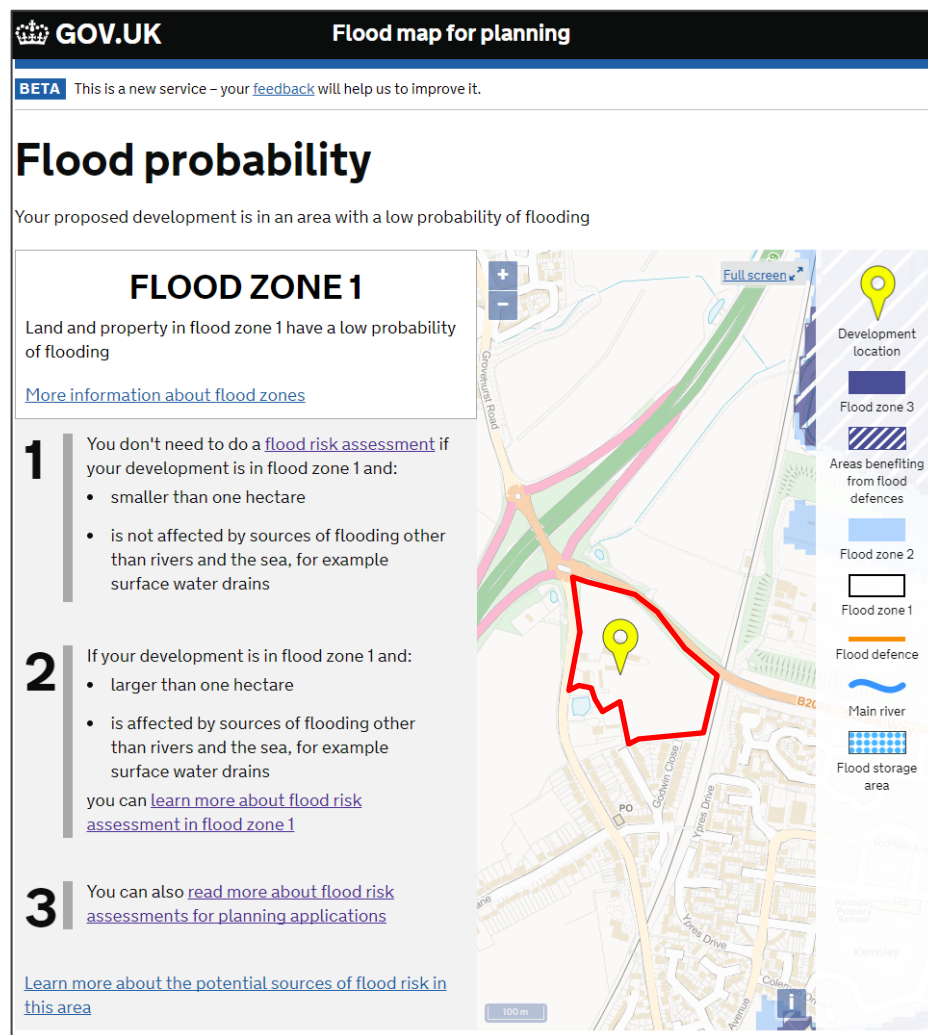 GOV.UK
Flood map for planning
BETA This is a new service – your feedback will help us to improve it.
Flood probability
Your proposed development is in an area with a low probability of flooding
FLOOD ZONE 1
Land and property in flood zone 1 have a low probability
of flooding
More information about flood zones
1
You don't need to do a flood risk assessment if
your development is in flood zone 1 and:
• smaller than one hectare
• is not affected by sources of flooding other
than rivers and the sea, for example
surface water drains
2
If your development is in flood zone 1 and:
• larger than one hectare
• is affected by sources of flooding other
than rivers and the sea, for example
surface water drains
you can learn more about flood risk
assessment in flood zone 1
3
You can also read more about flood risk
assessments for planning applications
Learn more about the potential sources of flood risk in
this area
+
−
Full screen
Grovehurst Road
B20
Godwin Close
PO
Ypres Drive
Ypres Drive
Avenue
100 m
i
Development
location
Flood zone 3
Areas benefiting
from flood
defences
Flood zone 2
Flood zone 1
Flood defence
Main river
Flood storage
area
Kemsley
Primary
School
Kemsley